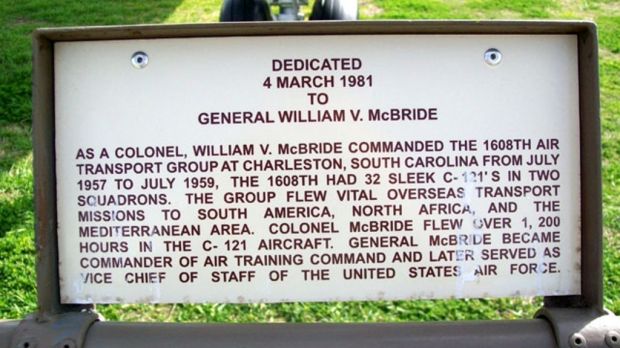 DEDICATED
4 MARCH 1981
TO
GENERAL WILLIAM V. McBRIDE
AS A COLONEL, WILLIAM V. McBRIDE COMMANDED THE 1608TH AIR
TRANSPORT GROUP AT CHARLESTON, SOUTH CAROLINA FROM JULY
1957 TO JULY 1959, THE 1608TH HAD 32 SLEEK C-121'S IN TWO
SQUADRONS. THE GROUP FLEW VITAL OVERSEAS TRANSPORT
MISSIONS TO SOUTH AMERICA, NORTH AFRICA, AND THE
MEDITERRANEAN AREA. COLONEL McBRIDE FLEW OVER 1, 200
HOURS IN THE C- 121 AIRCRAFT. GENERAL McBRIDE BECAME
COMMANDER OF AIR TRAINING COMMAND AND LATER SERVED AS
VICE CHIEF OF STAFF OF THE UNITED STATES AIR FORCE.